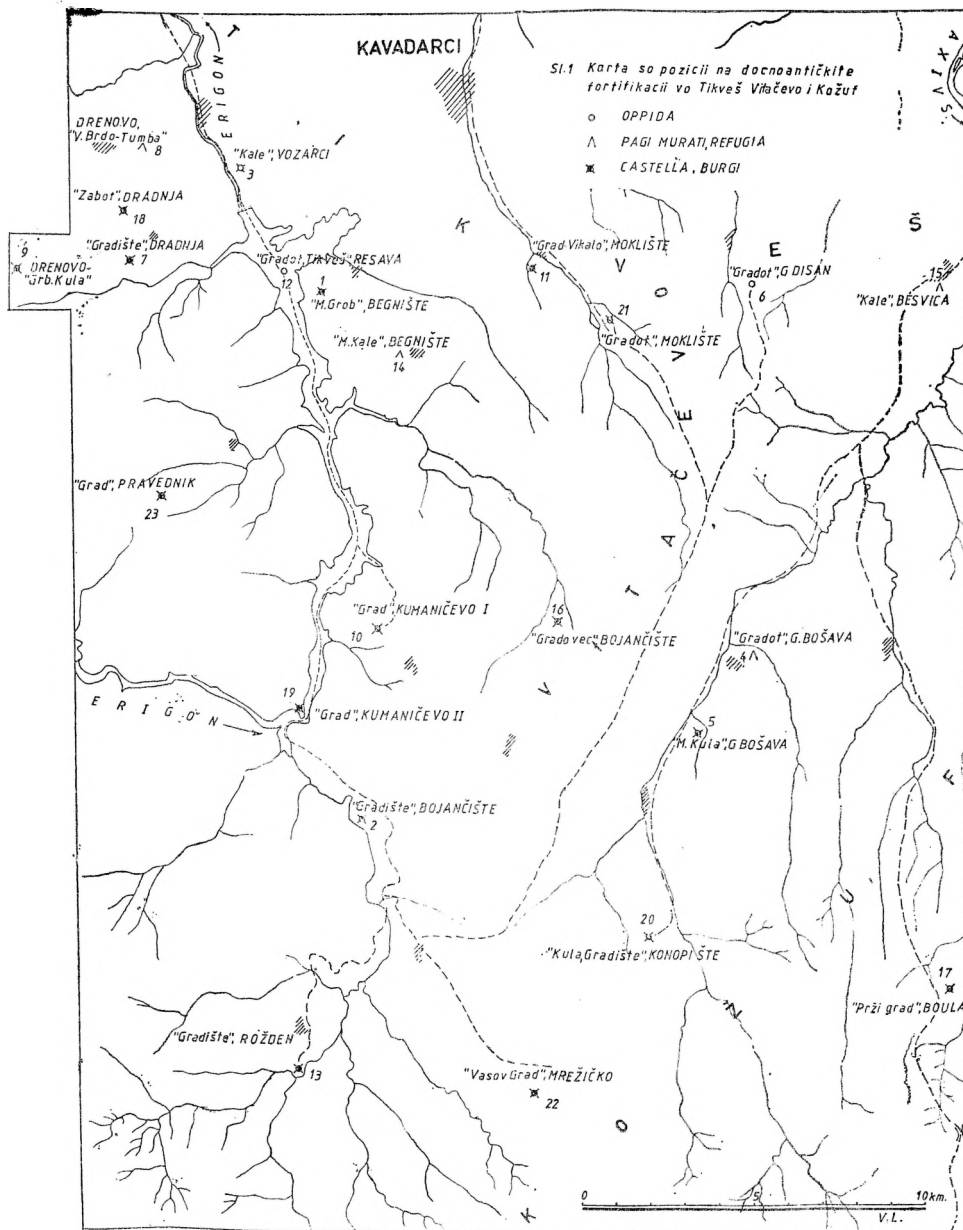 KAVADARCI
Sl.1 Karta so pozicii na docnoantičkite
fortifikacii vo Tikveš Vitačevo i Kožuf
OPPIDA
PAGI MURATI, REFUGIA
CASTELLA, BURGI
AXIVS.
ERIGON
DRENOVO,
"V. Brdo-Tumba"
8
"Kale", VOZARCI
3
"Zabot", DRADNJA
18
"Gradište", DRADNJA
7
9
DRENOVO-
"Grb. Kula"
"Gradot, Tikveš", RESAVA
12
1
"M.Grob", BEGNIŠTE
"M.Kale", BEGNIŠTE
14
"Grad-Vikalo", MOKLIŠTE
11
21
"Gradot", MOKLIŠTE
"Gradot", G DISAN
6
15
"Kale", BESVICA
"Grad", PRAVEDNIK
23
"Grad", KUMANIČEVO I
10
16
"Gradovec", BOJANČIŠTE
"Gradot", G. BOŠAVA
4
5
"M. Kula", G BOŠAVA
19
"Grad", KUMANIČEVO II
ERIGON
"Gradište", BOJANČIŠTE
2
20
"Kula, Gradište", KONOPIŠTE
17
"Prži grad", BOULA
"Gradište", ROŽDEN
13
"Vasov Grad", MREŽIČKO
22
TIKVEŠ
VITAČEVO
KOŽUF
0 5 10km.
V.L.